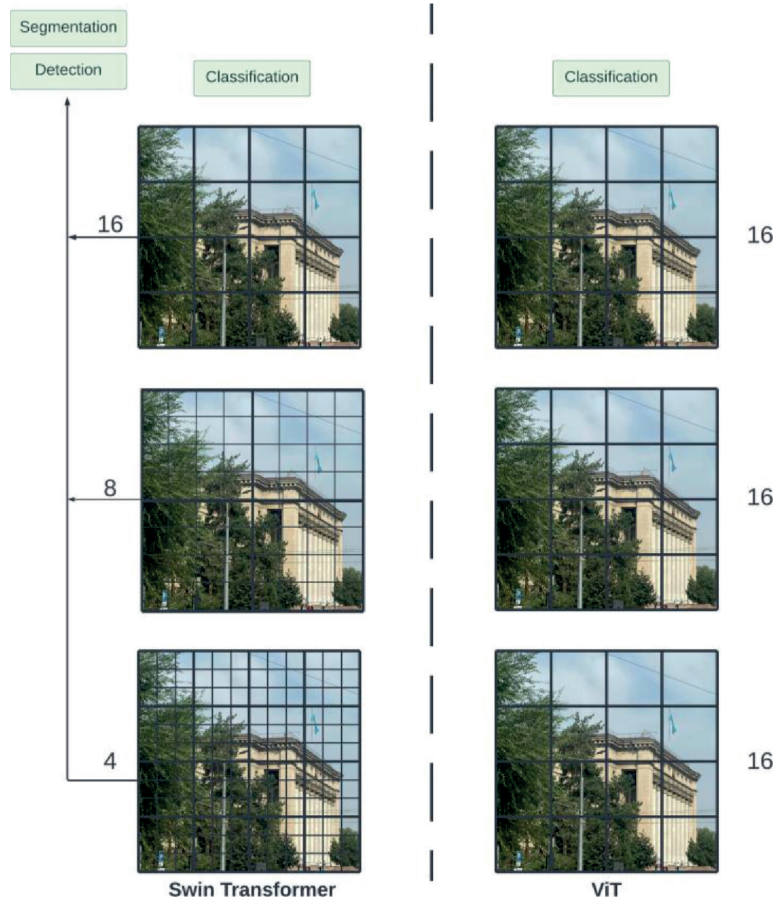 Segmentation
Detection
Classification
Classification
16
16
8
16
4
16
Swin Transformer
ViT